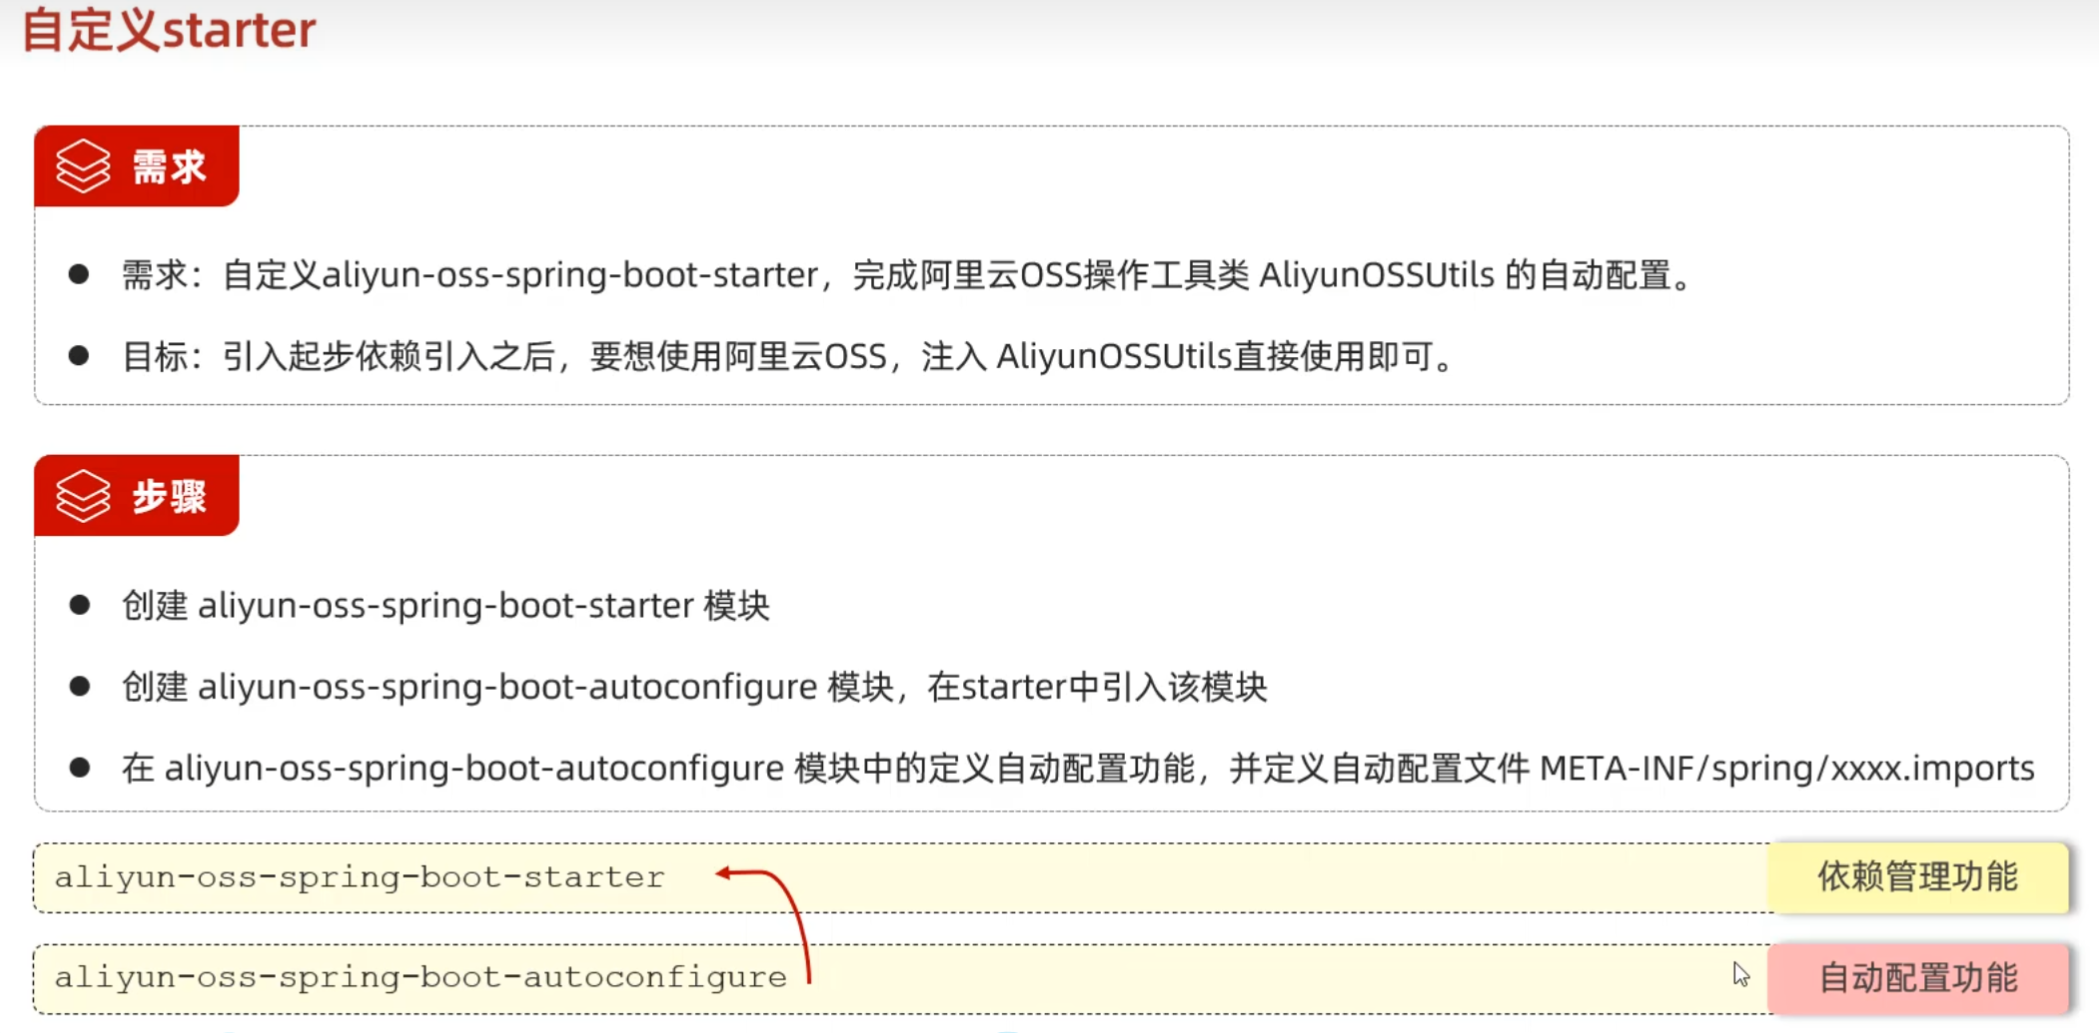 自定义starter
需求
需求：自定义aliyun-oss-spring-boot-starter，完成阿里云OSS操作工具类 AliyunOSSUtils 的自动配置。
目标：引入起步依赖引入之后，要想使用阿里云OSS，注入 AliyunOSSUtils直接使用即可。
步骤
创建 aliyun-oss-spring-boot-starter 模块
创建 aliyun-oss-spring-boot-autoconfigure 模块，在starter中引入该模块
在 aliyun-oss-spring-boot-autoconfigure 模块中的定义自动配置功能，并定义自动配置文件 META-INF/spring/xxxx.imports
aliyun-oss-spring-boot-starter 依赖管理功能
aliyun-oss-spring-boot-autoconfigure 自动配置功能